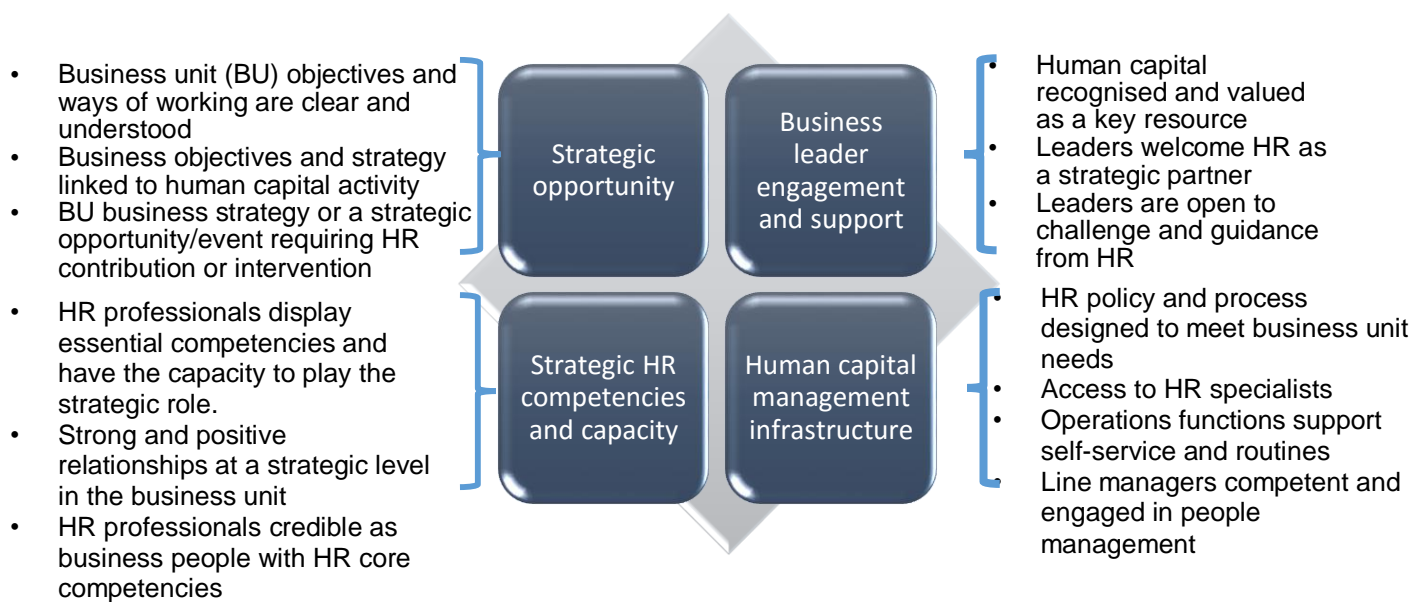 • Business unit (BU) objectives and
ways of working are clear and
understood
• Business objectives and strategy
linked to human capital activity
• BU business strategy or a strategic
opportunity/event requiring HR
contribution or intervention
Strategic
opportunity
Business
leader
engagement
and support
• Human capital
recognised and valued
as a key resource
• Leaders welcome HR as
a strategic partner
• Leaders are open to
challenge and guidance
from HR
• HR professionals display
essential competencies and
have the capacity to play the
strategic role.
• Strong and positive
relationships at a strategic level
in the business unit
• HR professionals credible as
business people with HR core
competencies
Strategic HR
competencies
and capacity
Human capital
management
infrastructure
• HR policy and process
designed to meet business unit
needs
• Access to HR specialists
• Operations functions support
self-service and routines
• Line managers competent and
engaged in people
management